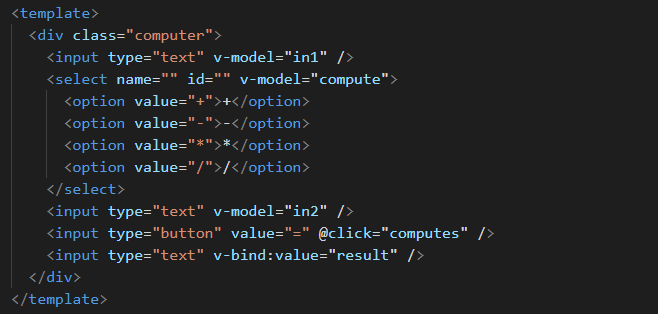 <template>
<div class="computer">
<input type="text" v-model="in1" />
<select name="" id="" v-model="compute">
<option value="+">+</option>
<option value="-">-</option>
<option value="*">*</option>
<option value="/">/</option>
</select>
<input type="text" v-model="in2" />
<input type="button" value="=" @click="computes" />
<input type="text" v-bind:value="result" />
</div>
</template>